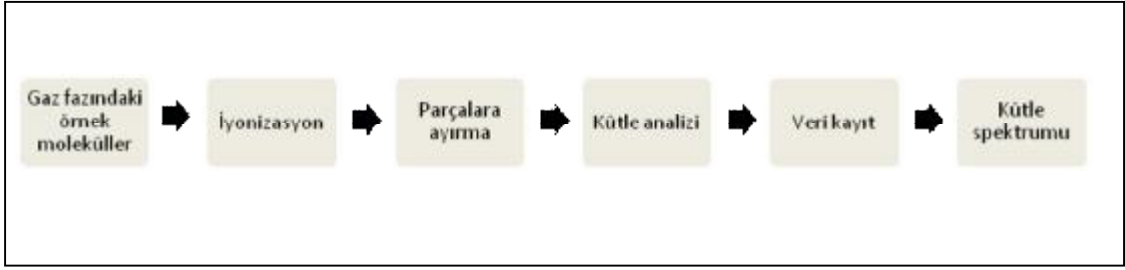 Gaz fazındaki
örnek
moleküller
İyonizasyon
Parçalara
ayırma
Kütle analizi
Veri kayıt
Kütle
spektrumu